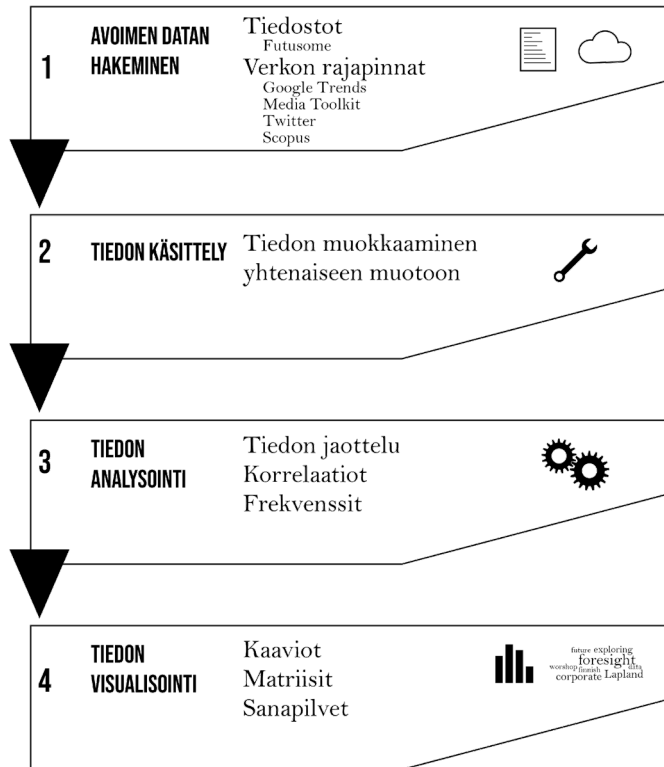 1
AVOIMEN DATAN
HAKEMINEN
Tiedostot
Futusome
Verkon rajapinnat
Google Trends
Media Toolkit
Twitter
Scopus
2
TIEDON KÄSITTELY
Tiedon muokkaaminen
yhtenaiseen muotoon
3
TIEDON
ANALYSOINTI
Tiedon jaottelu
Korrelaatiot
Frekvenssit
4
TIEDON
VISUALISOINTI
Kaaviot
Matriisit
Sanapilvet
future exploring
foresight
worshop finnish data
corporate Lapland